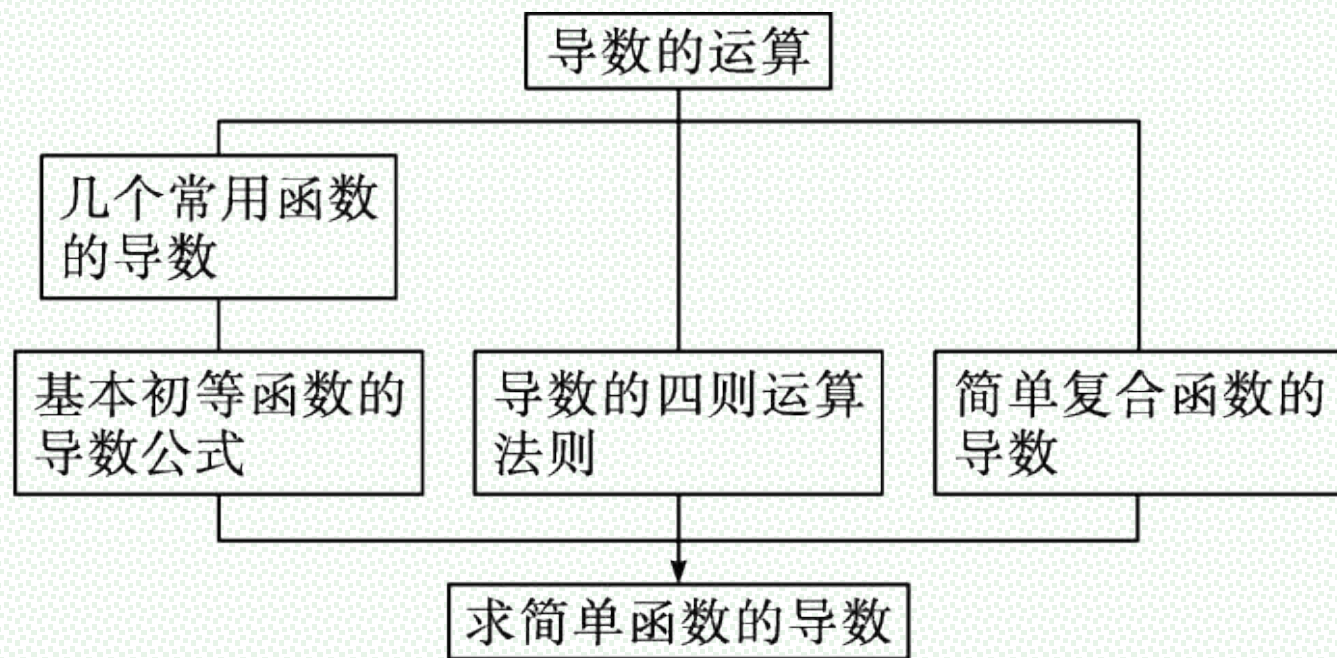 导数的运算
几个常用函数
的导数
基本初等函数的
导数公式
导数的四则运算
法则
简单复合函数的
导数
求简单函数的导数